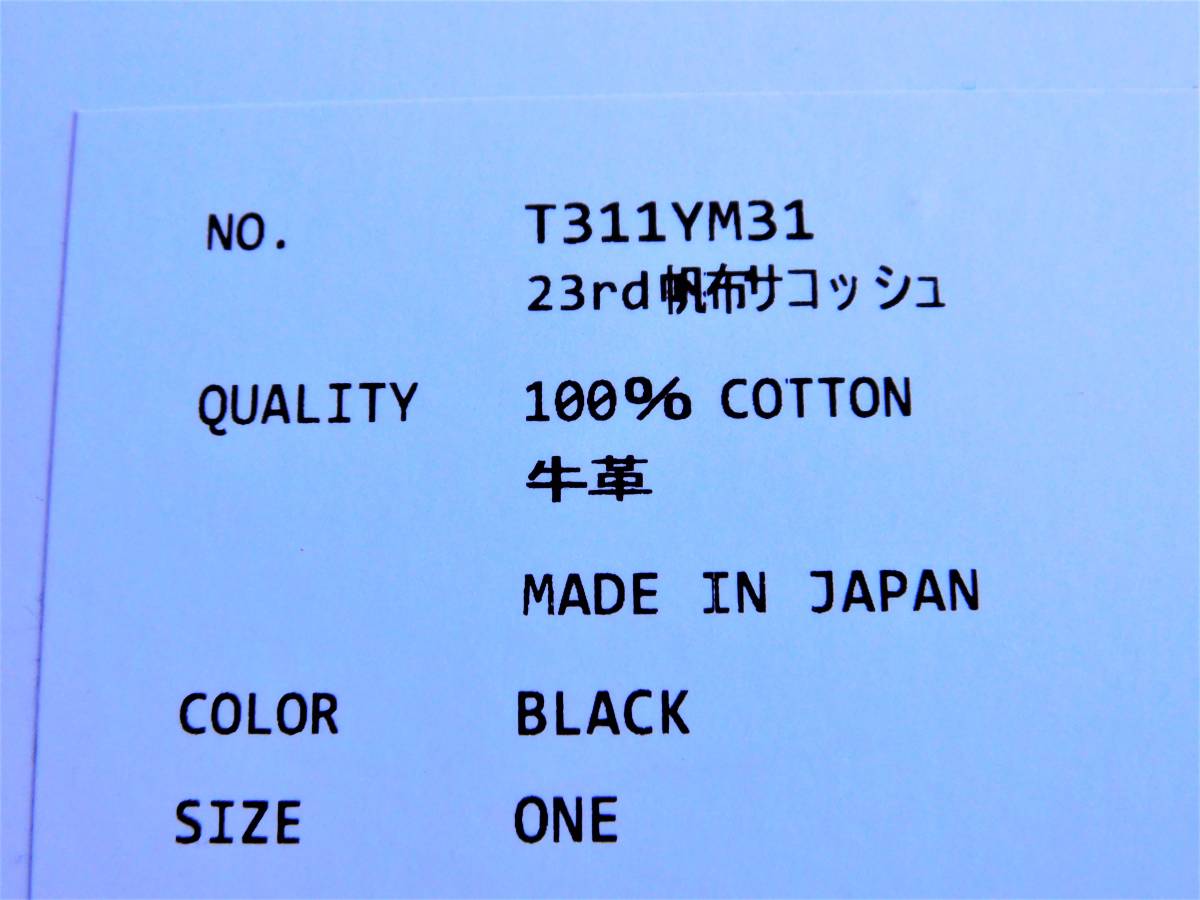 NO. T311YM31
23rd帆布サコッシュ
QUALITY 100% COTTON
牛革
MADE IN JAPAN
COLOR BLACK
SIZE ONE